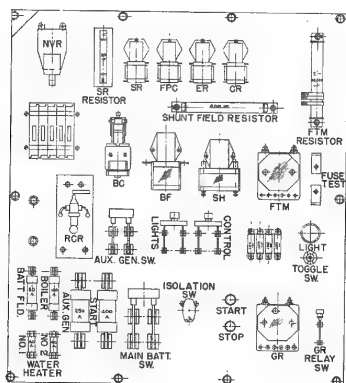 NVR
SR
RESISTOR
SR
FPC
ER
CR
SHUNT FIELD RESISTOR
FTM
RESISTOR
BC
BF
SH
FTM
FUSE
TEST
RCR
AUX. GEN. SW.
LIGHTS
CONTROL
LIGHT
TOGGLE
SW.
BATT FLD.
BOILER
AUX. GEN
START
250
A
400
A
ISOLATION
SW
START
STOP
NO. 1
NO. 2
WATER
HEATER
MAIN BATT.
SW.
GR
GR
RELAY
SW.